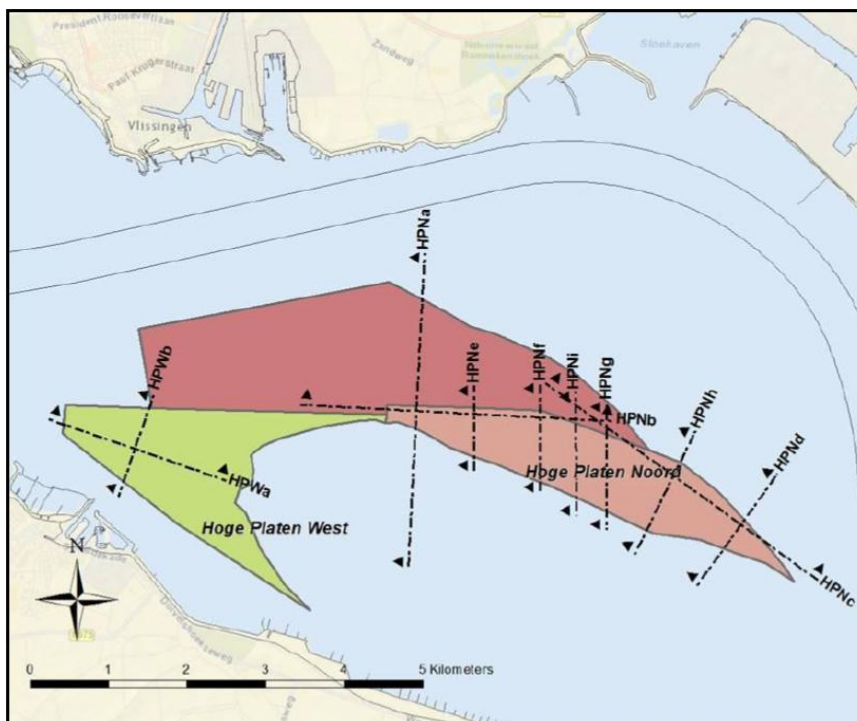 President Rooseveltlaan
Paul Krugerstraat
Vlissingen
Zandweg
Sloehaven
HPNa
HPWb
HPNe
HPNf
HPNi
HPNg
HPNb
HPNh
HPNd
HPNc
HPWa
Hoge Platen Noord
Hoge Platen West
N
0 1 2 3 4 5 Kilometers